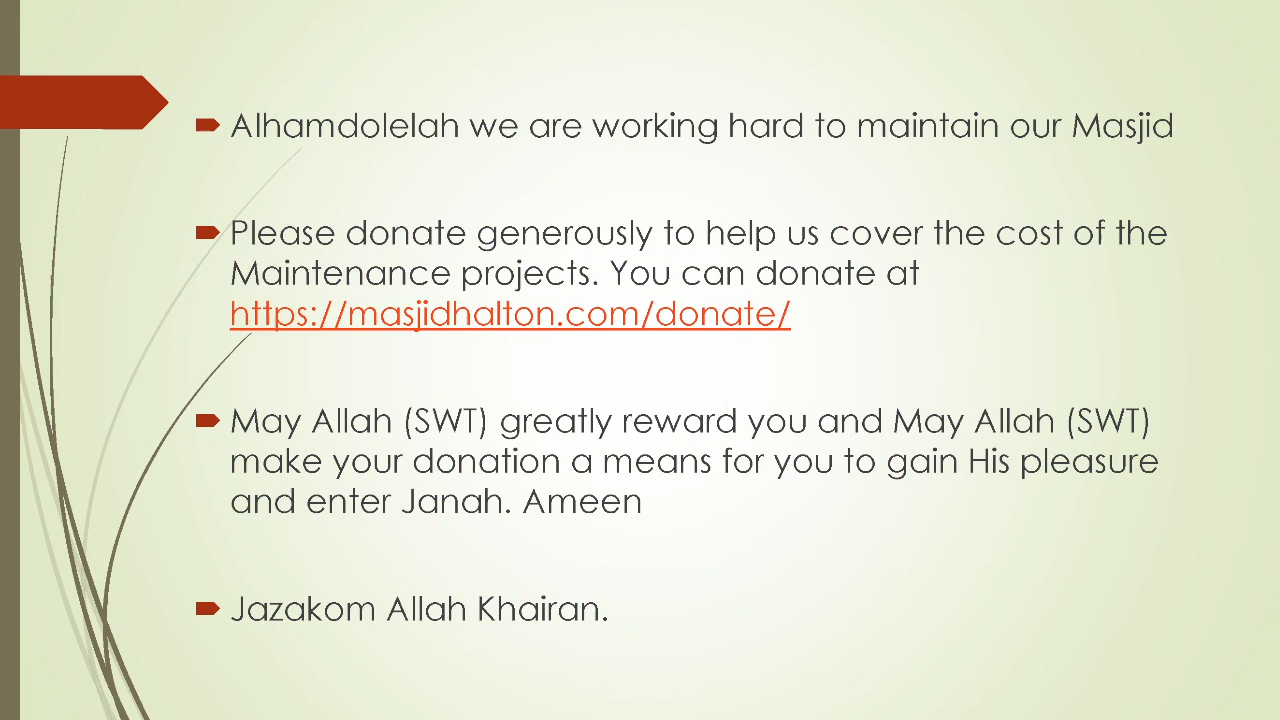 Alhamdolelah we are working hard to maintain our Masjid
Please donate generously to help us cover the cost of the
Maintenance projects. You can donate at
https://masjidhalton.com/donate/
May Allah (SWT) greatly reward you and May Allah (SWT)
make your donation a means for you to gain His pleasure
and enter Janah. Ameen
Jazakom Allah Khairan.